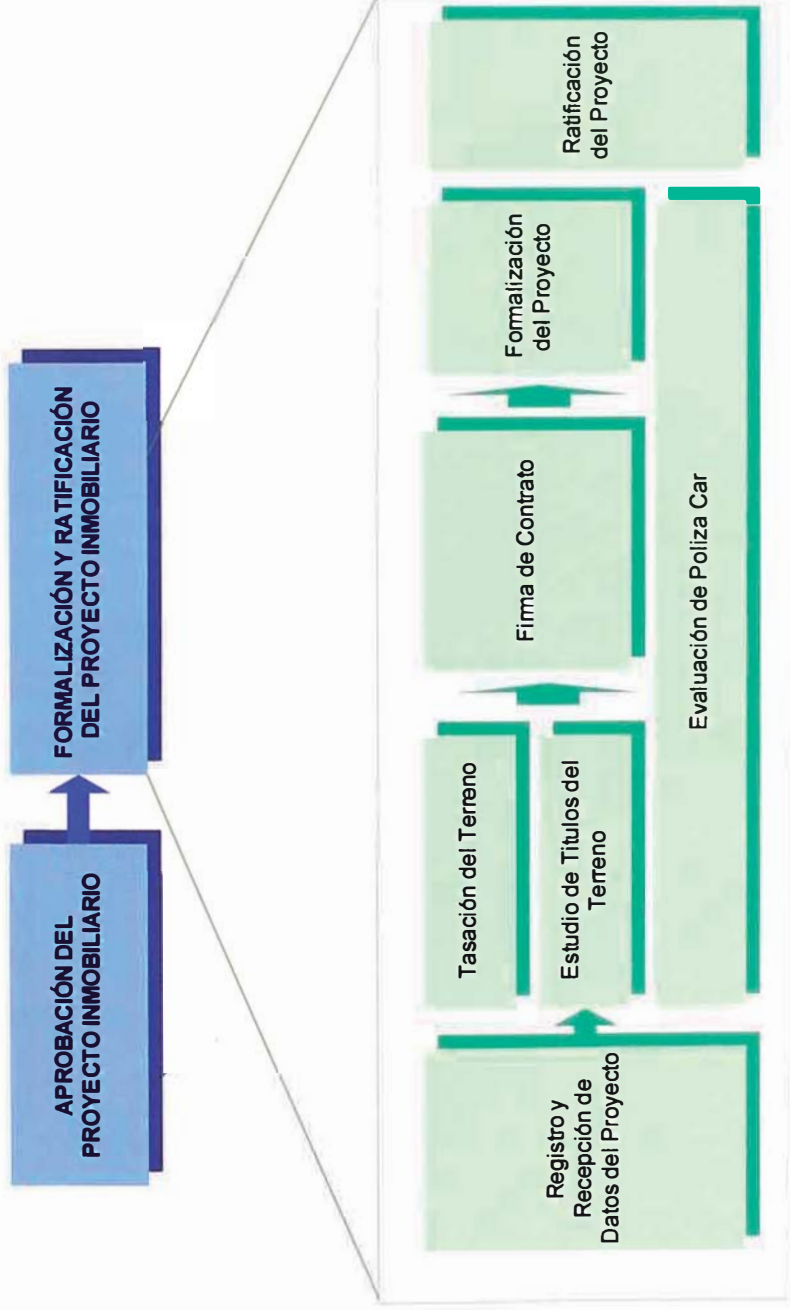 APROBACIÓN DEL
PROYECTO INMOBILIARIO
FORMALIZACIÓN Y RATIFICACIÓN
DEL PROYECTO INMOBILIARIO
Registro y
Recepción de
Datos del Proyecto
Tasación del Terreno
Estudio de Titulos del
Terreno
Firma de Contrato
Formalización
del Proyecto
Evaluación de Poliza Car
Ratificación
del Proyecto